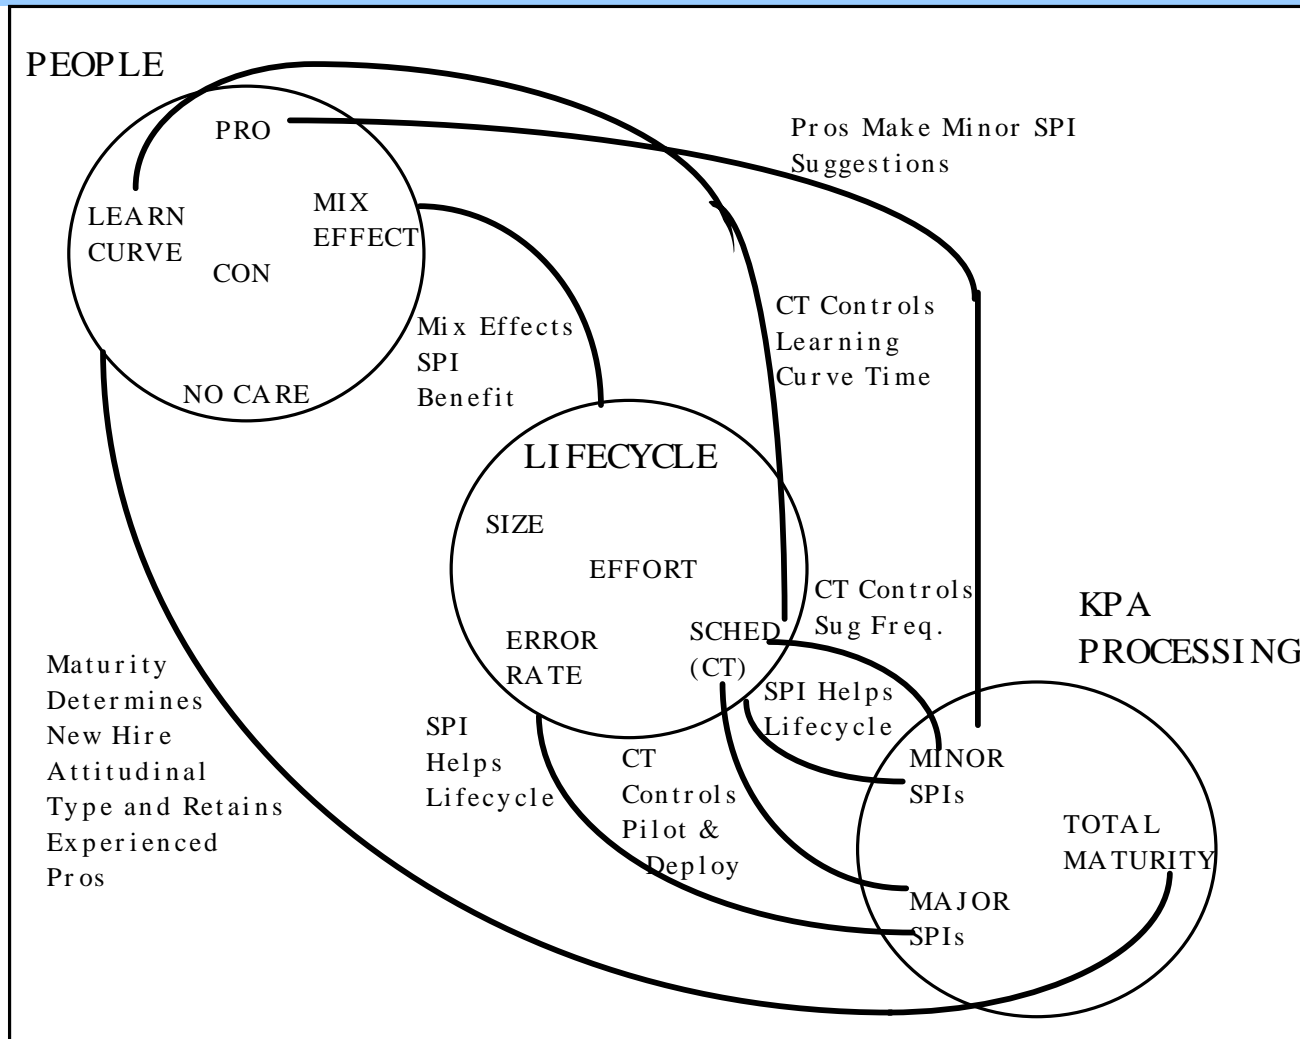 PEOPLE
PRO
LEARN
CURVE
MIX
EFFECT
CON
NO CARE
Pros Make Minor SPI
Suggestions
Mix Effects
SPI
Benefit
CT Controls
Learning
Curve Time
LIFECYCLE
SIZE
EFFORT
ERROR
RATE
SCHED
(CT)
CT Controls
Sug Freq.
KPA
PROCESSING
Maturity
Determines
New Hire
Attitudinal
Type and Retains
Experienced
Pros
SPI
Helps
Lifecycle
CT
Controls
Pilot &
Deploy
SPI Helps
Lifecycle
MINOR
SPIs
TOTAL
MATURITY
MAJOR
SPIs